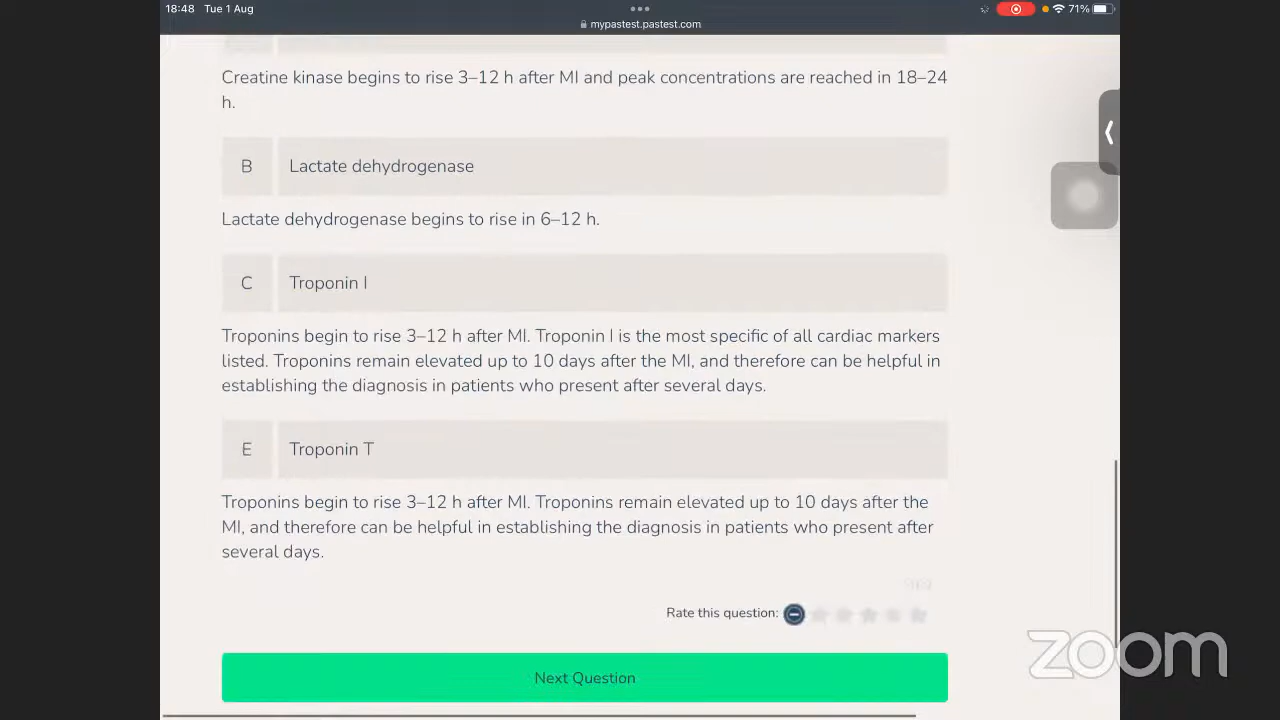 18:48 Tue 1 Aug
71%
mypastest.pastest.com
Creatine kinase begins to rise 3–12 h after MI and peak concentrations are reached in 18–24
h.
B Lactate dehydrogenase
Lactate dehydrogenase begins to rise in 6–12 h.
C Troponin I
Troponins begin to rise 3–12 h after MI. Troponin I is the most specific of all cardiac markers
listed. Troponins remain elevated up to 10 days after the MI, and therefore can be helpful in
establishing the diagnosis in patients who present after several days.
E Troponin T
Troponins begin to rise 3–12 h after MI. Troponins remain elevated up to 10 days after the
MI, and therefore can be helpful in establishing the diagnosis in patients who present after
several days.
Rate this question:
Next Question
zoom